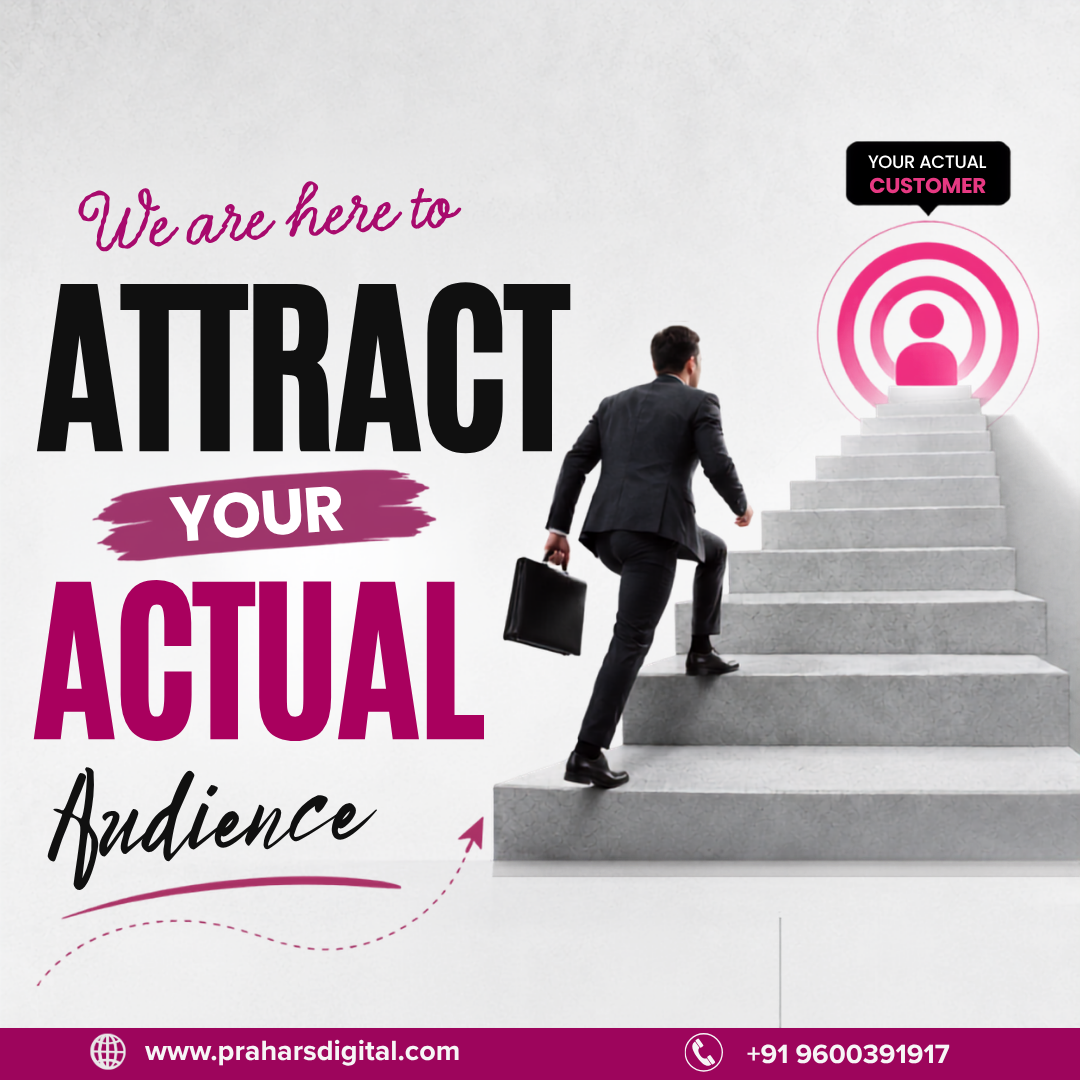 We are here to
ATTRACT
YOUR
ACTUAL
Audience
YOUR ACTUAL
CUSTOMER
www.praharsdigital.com
+91 9600391917